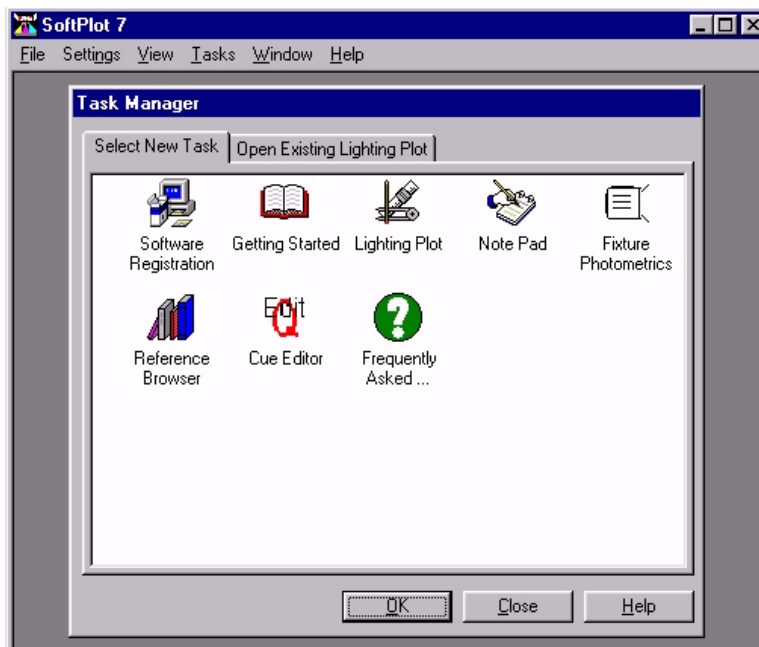 SoftPlot 7
File Settings View Tasks Window Help
Task Manager
Select New Task Open Existing Lighting Plot
Software Registration
Getting Started
Lighting Plot
Note Pad
Fixture Photometrics
Reference Browser
Edit Q
Cue Editor
?
Frequently Asked ...
OK Close Help